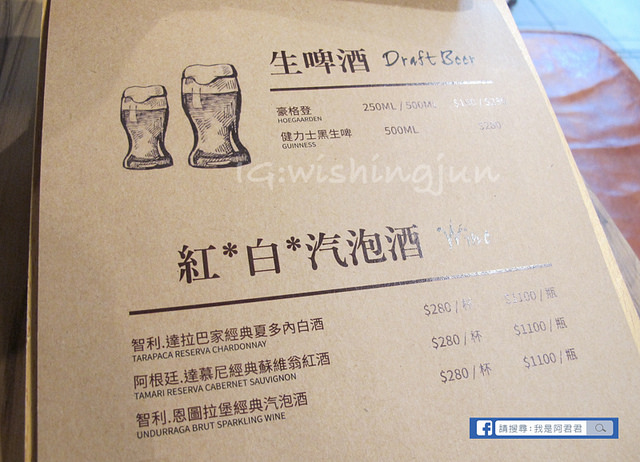 生啤酒 Draft Beer
豪格登 250ML / 500ML
HOEGAARDEN
健力士黑生啤 500ML $280
GUINNESS
IG:wishingjun
紅*白*汽泡酒 Wine
智利.達拉巴家經典夏多內白酒 $280 / 杯 $1100 / 瓶
TARAPACA RESERVA CHARDONNAY
阿根廷.達慕尼經典蘇維翁紅酒 $280 / 杯 $1100 / 瓶
TAMARI RESERVA CABERNET SAUVIGNON
智利.恩圖拉堡經典汽泡酒 $280 / 杯 $1100 / 瓶
UNDURRAGA BRUT SPARKLING WINE
請搜尋:我是阿君君